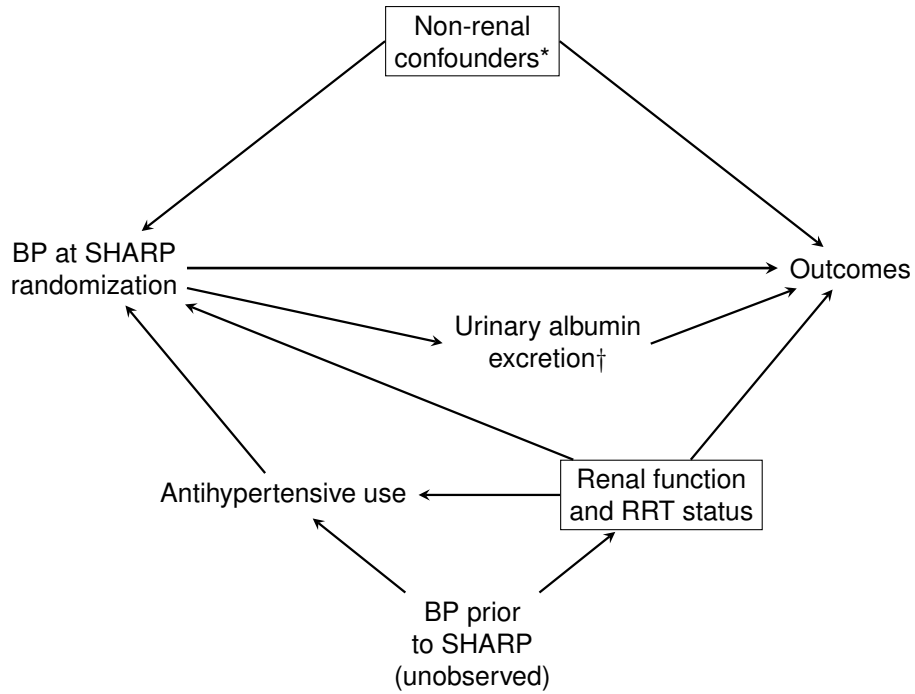 Non-renal
confounders*
BP at SHARP
randomization
Outcomes
Urinary albumin
excretion†
Antihypertensive use
Renal function
and RRT status
BP prior
to SHARP
(unobserved)